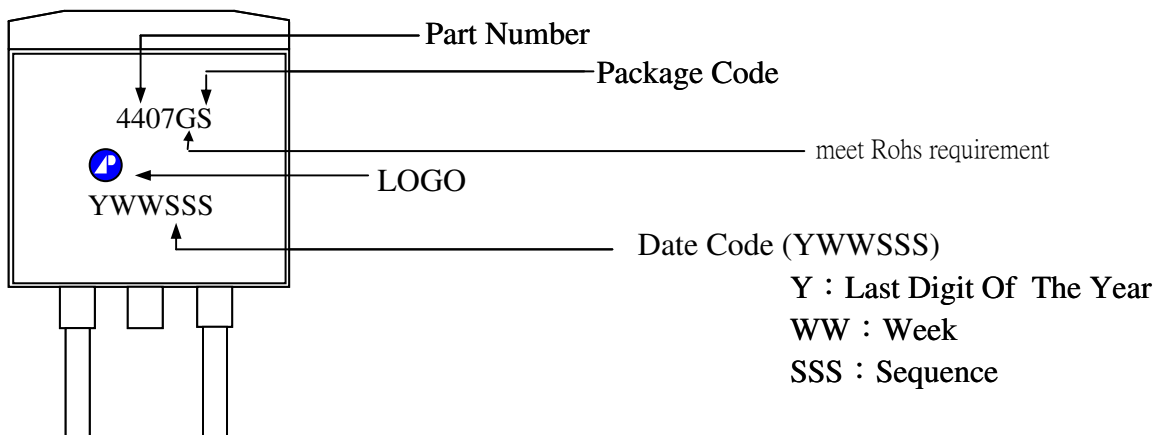 Part Number
Package Code
4407GS
meet Rohs requirement
LOGO
YWWSSS
Date Code (YWWSSS)
Y：Last Digit Of The Year
WW：Week
SSS：Sequence